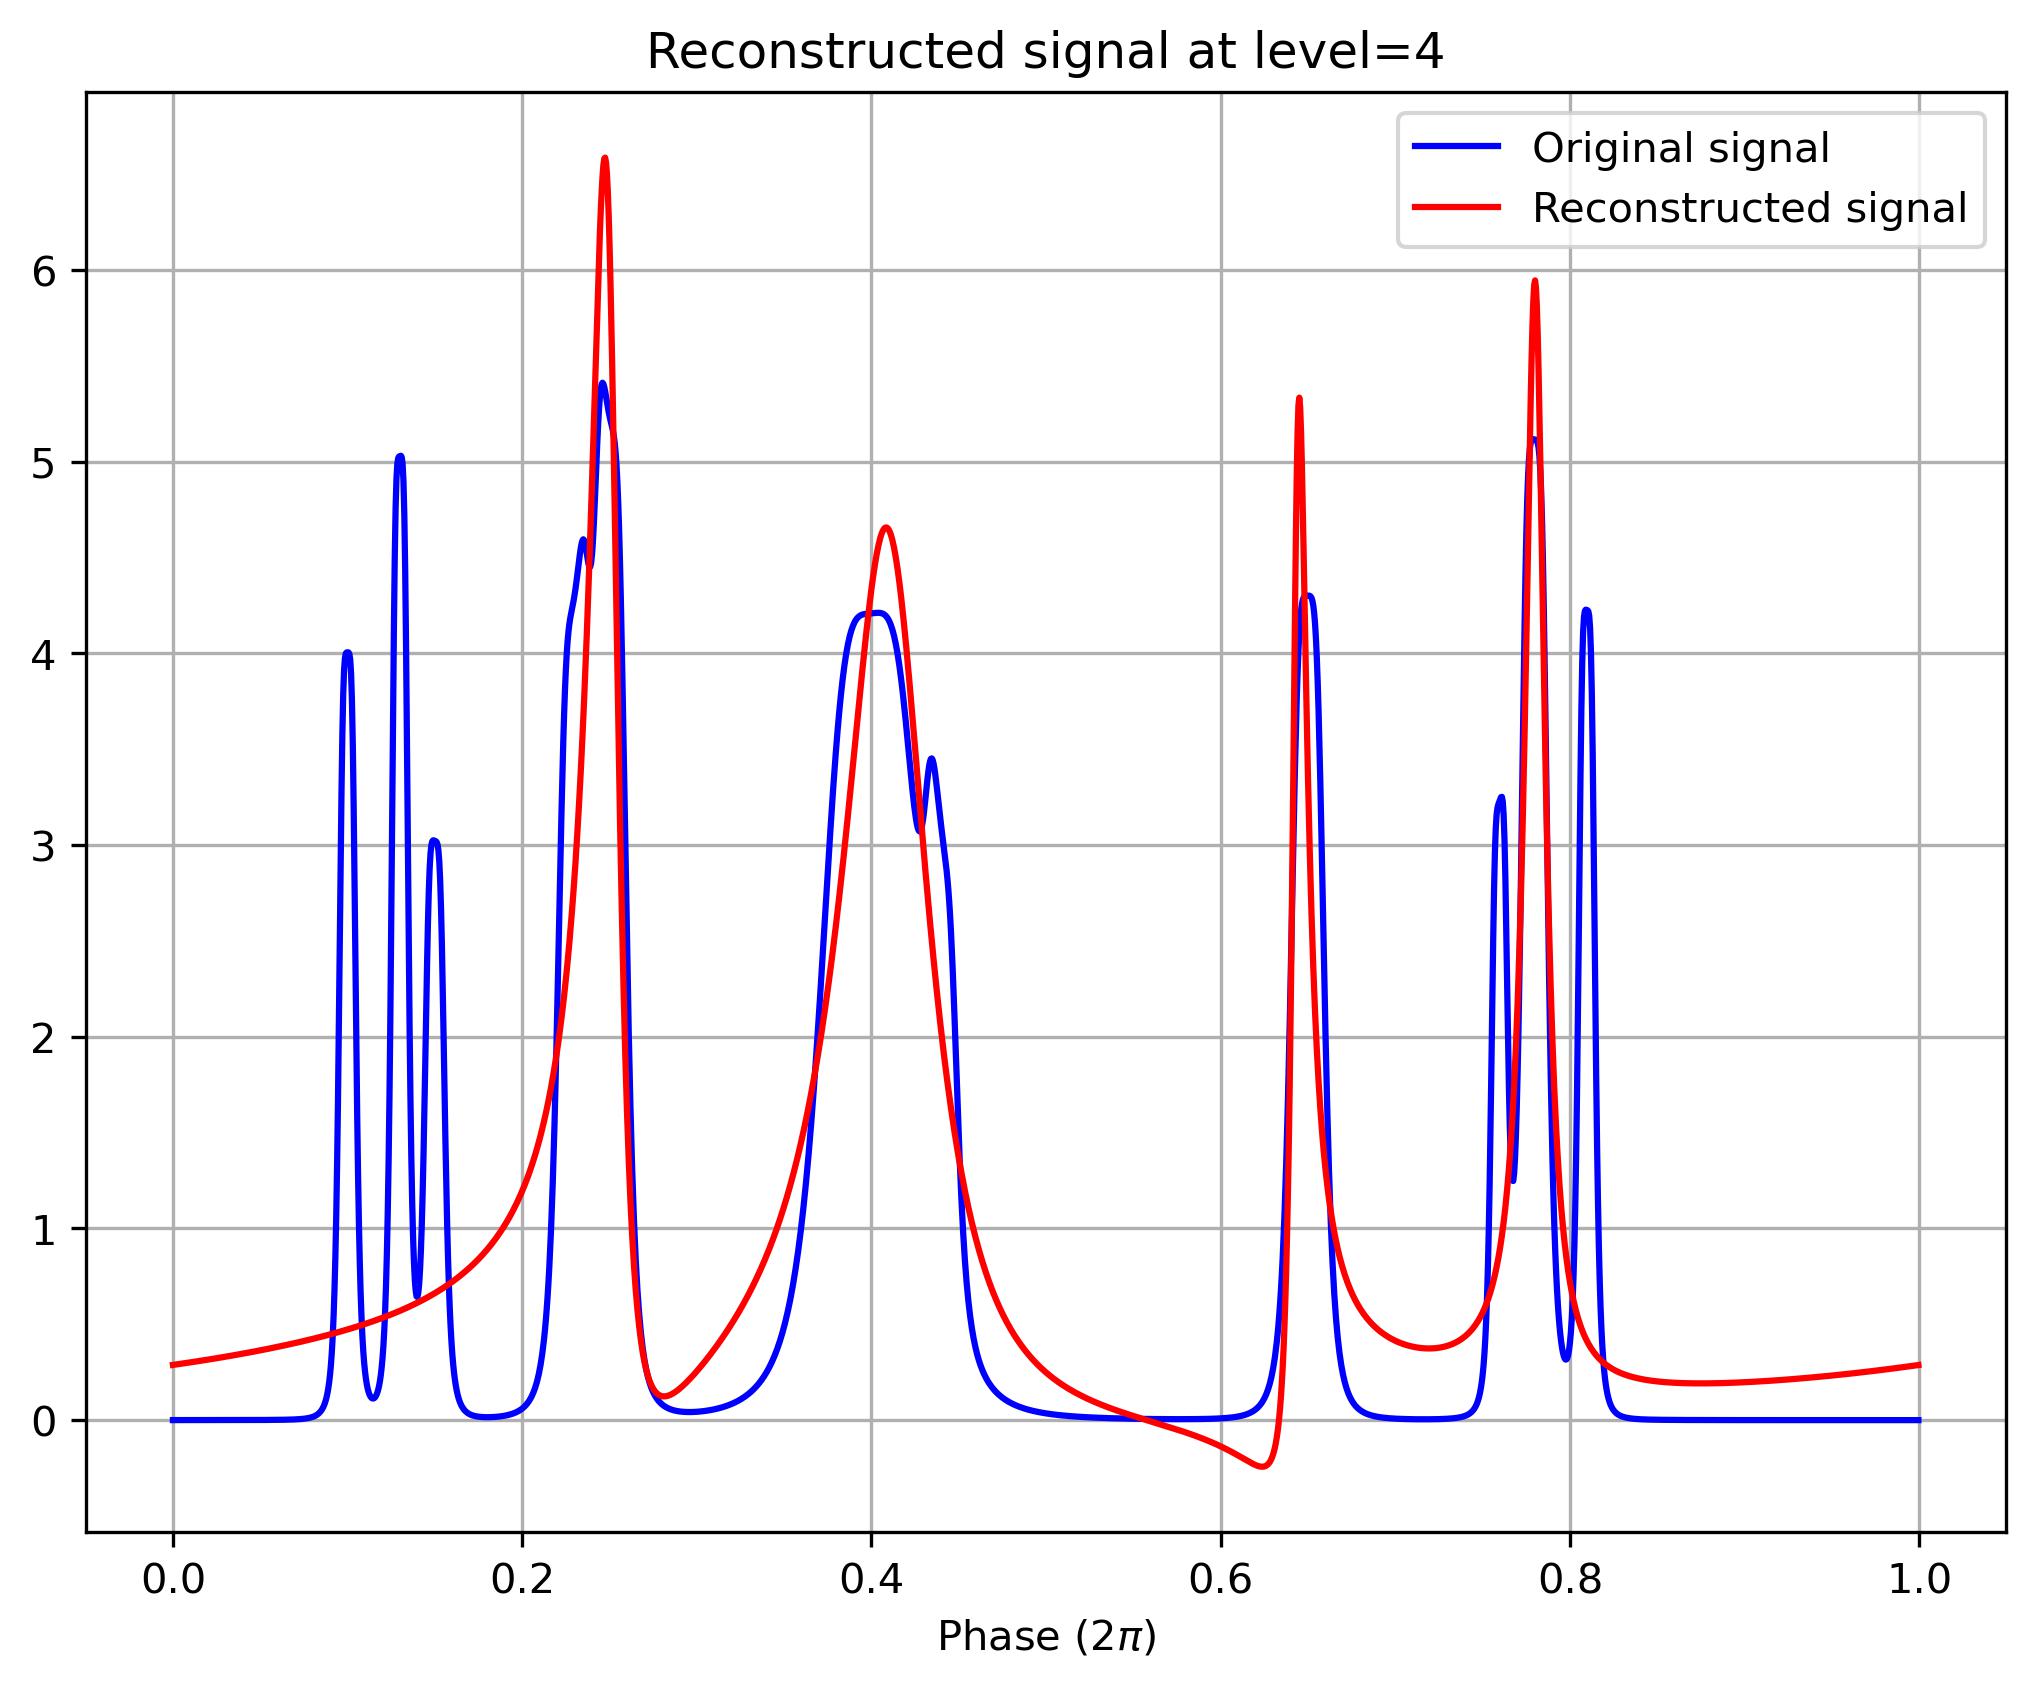 Reconstructed signal at level=4
Original signal
Reconstructed signal
6
5
4
3
2
1
0
0.0 0.2 0.4 0.6 0.8 1.0
Phase (2π)